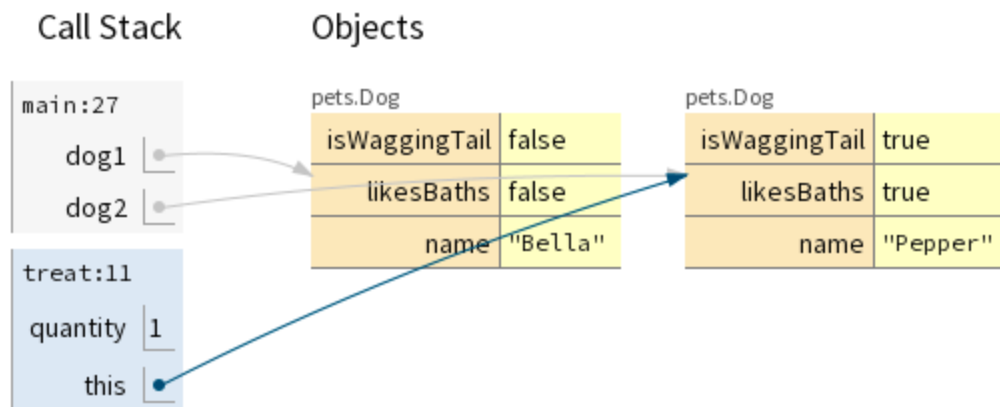 Call Stack
Objects
main:27
dog1
dog2
treat:11
quantity 1
this
pets.Dog
isWaggingTail false
likesBaths false
name "Bella"
pets.Dog
isWaggingTail true
likesBaths true
name "Pepper"